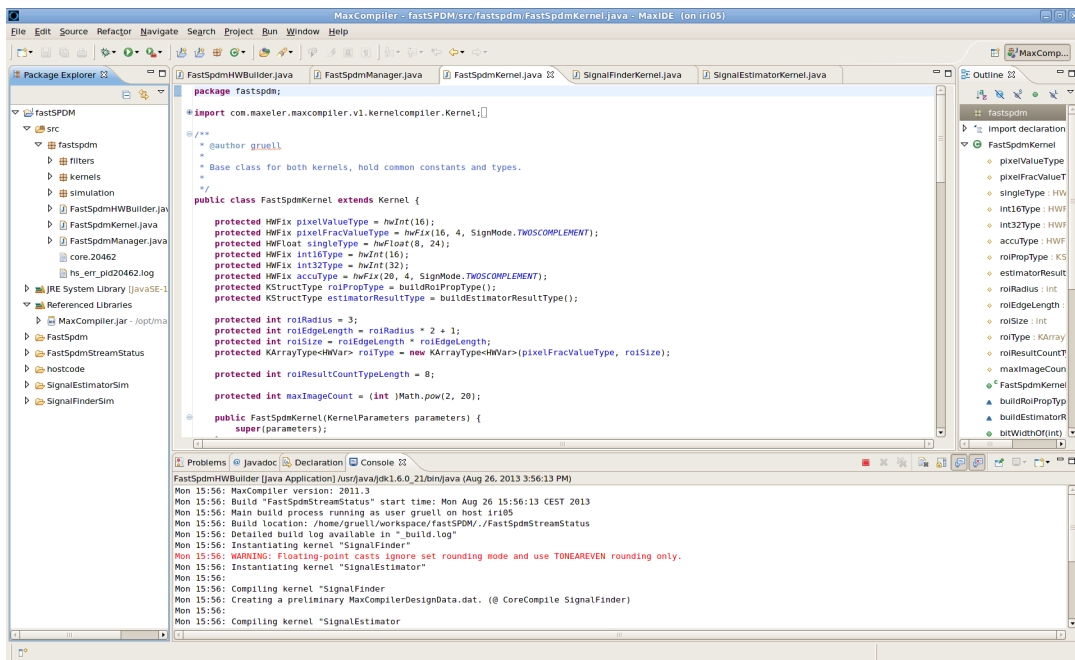 MaxCompiler - fastSPDM/src/fastspdm/FastSpdmKernel.java - MaxIDE (on iri05)
File Edit Source Refactor Navigate Search Project Run Window Help
MaxComp...
Package Explorer
FastSpdmHWBuilder.java FastSpdmManager.java FastSpdmKernel.java SignalFinderKernel.java SignalEstimatorKernel.java
Outline
fastSPDM
src
fastspdm
filters
kernels
simulation
FastSpdmHWBuilder.jav
FastSpdmKernel.java
FastSpdmManager.java
core.20462
hs_err_pid20462.log
JRE System Library [JavaSE-1
Referenced Libraries
MaxCompiler.jar - /opt/ma
FastSpdm
FastSpdmStreamStatus
hostcode
SignalEstimatorSim
SignalFinderSim
package fastspdm;
import com.maxeler.maxcompiler.v1.kernelcompiler.Kernel;
/**
* @author gruell
*
* Base class for both kernels, hold common constants and types.
*
*/
public class FastSpdmKernel extends Kernel {
protected HWFix pixelValueType = hwInt(16);
protected HWFix pixelFracValueType = hwFix(16, 4, SignMode.TWOSCOMPLEMENT);
protected HWFloat singleType = hwFloat(8, 24);
protected HWFix int16Type = hwInt(16);
protected HWFix int32Type = hwInt(32);
protected HWFix accuType = hwFix(20, 4, SignMode.TWOSCOMPLEMENT);
protected KStructType roiPropType = buildRoiPropType();
protected KStructType estimatorResultType = buildEstimatorResultType();
protected int roiRadius = 3;
protected int roiEdgeLength = roiRadius * 2 + 1;
protected int roiSize = roiEdgeLength * roiEdgeLength;
protected KArrayType<HWVar> roiType = new KArrayType<HWVar>(pixelFracValueType, roiSize);
protected int roiResultCountTypeLength = 8;
protected int maxImageCount = (int )Math.pow(2, 20);
public FastSpdmKernel(KernelParameters parameters) {
super(parameters);
fastspdm
import declaration
FastSpdmKernel
pixelValueType
pixelFracValueT
singleType : HW
int16Type : HWF
int32Type : HWF
accuType : HWF
roiPropType : KS
estimatorResult
roiRadius : int
roiEdgeLength :
roiSize : int
roiType : KArray
roiResultCountT
maxImageCoun
FastSpdmKerne
buildRoiPropTyp
buildEstimatorR
bitWidthOf(int)
Problems Javadoc Declaration Console
FastSpdmHWBuilder [Java Application] /usr/java/jdk1.6.0_21/bin/java (Aug 26, 2013 3:56:13 PM)
Mon 15:56: MaxCompiler version: 2011.3
Mon 15:56: Build "FastSpdmStreamStatus" start time: Mon Aug 26 15:56:13 CEST 2013
Mon 15:56: Main build process running as user gruell on host iri05
Mon 15:56: Build location: /home/gruell/workspace/fastSPDM/./FastSpdmStreamStatus
Mon 15:56: Detailed build log available in "_build.log"
Mon 15:56: Instantiating kernel "SignalFinder"
Mon 15:56: WARNING: Floating-point casts ignore set rounding mode and use TONEAREVEN rounding only.
Mon 15:56: Instantiating kernel "SignalEstimator"
Mon 15:56:
Mon 15:56: Compiling kernel "SignalFinder
Mon 15:56: Creating a preliminary MaxCompilerDesignData.dat. (@ CoreCompile SignalFinder)
Mon 15:56:
Mon 15:56: Compiling kernel "SignalEstimator